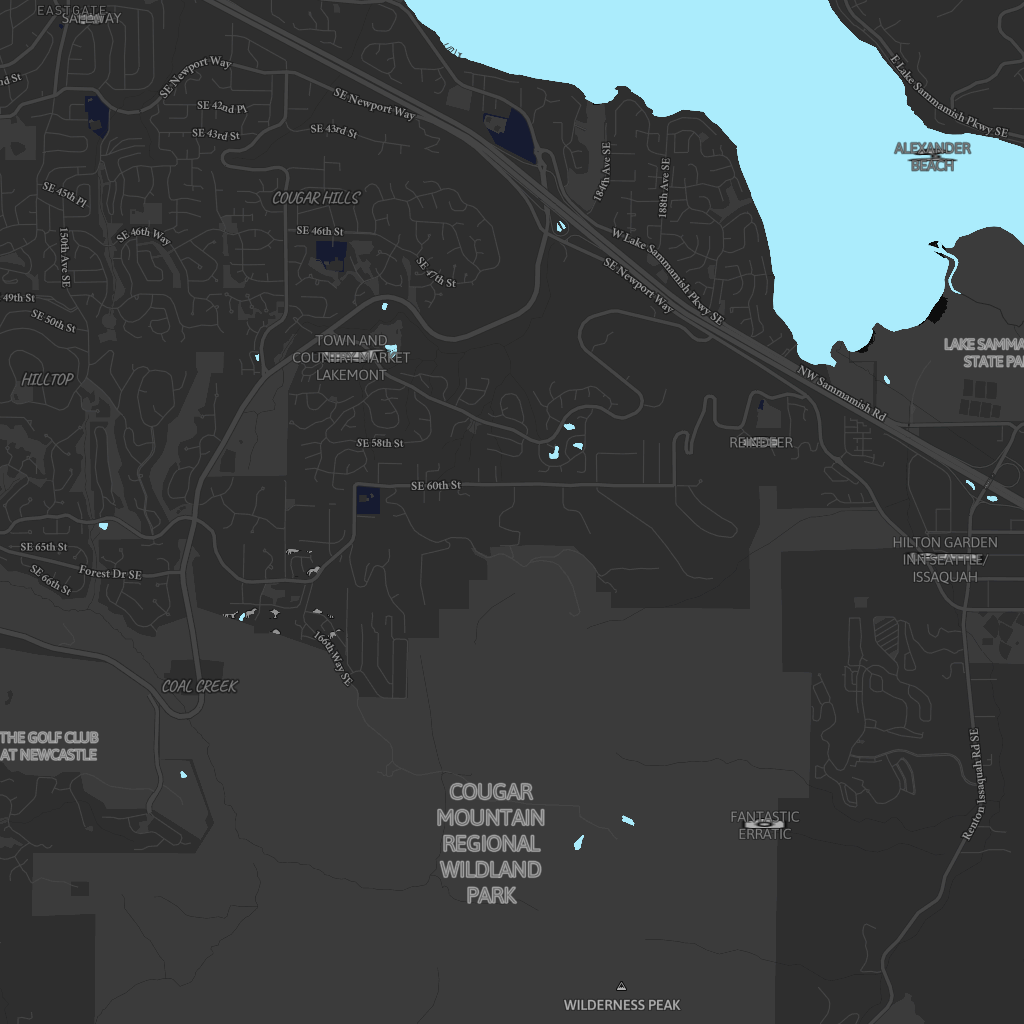 EASTGATE
SAFEWAY
nd St
SE Newport Way
SE 42nd Pl
SE 43rd St
SE Newport Way
SE 43rd St
E Lake Sammamish Pkwy SE
ALEXANDER
BEACH
184th Ave SE
188th Ave SE
SE 45th Pl
COUGAR HILLS
150th Ave SE
SE 46th Way
SE 46th St
SE 47th St
W Lake Sammamish Pkwy SE
SE Newport Way
49th St
SE 50th St
TOWN AND
COUNTRY MARKET
LAKEMONT
LAKE SAMMA
STATE PA
HILLTOP
NW Sammamish Rd
SE 58th St
SE 60th St
SE 65th St
Forest Dr SE
SE 66th St
HILTON GARDEN
INN SEATTLE/
ISSAQUAH
166th Way SE
COAL CREEK
THE GOLF CLUB
AT NEWCASTLE
Renton Issaquah Rd SE
COUGAR
MOUNTAIN
REGIONAL
WILDLAND
PARK
FANTASTIC
ERRATIC
WILDERNESS PEAK